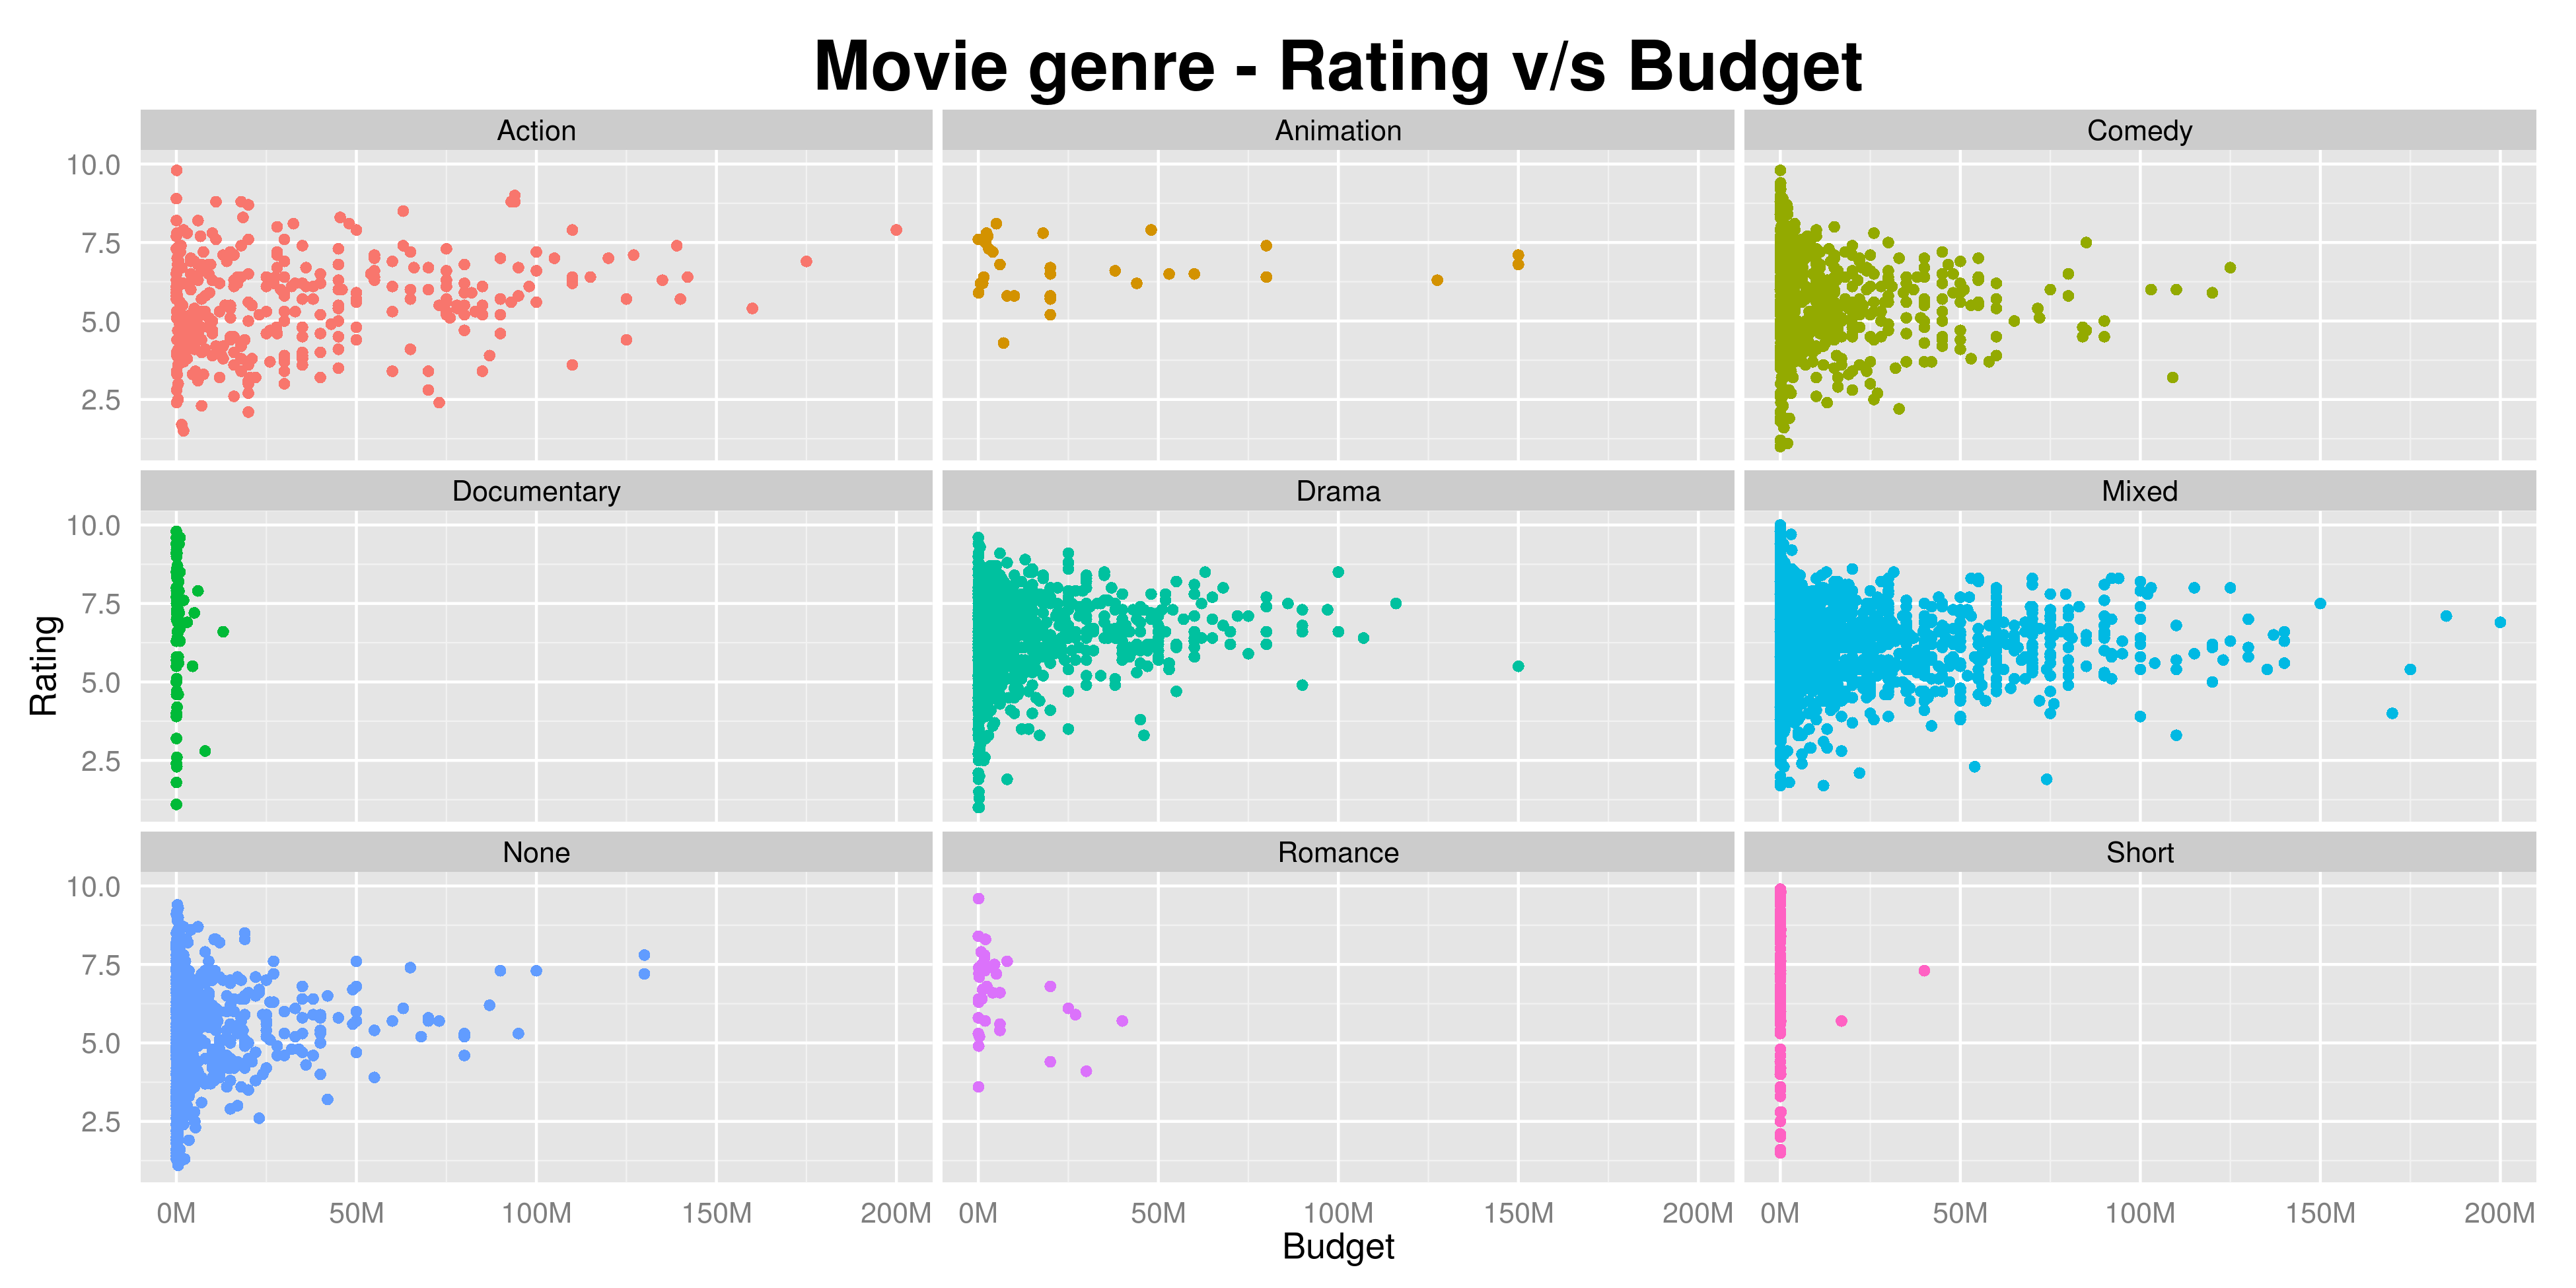 Movie genre - Rating v/s Budget
Action
Animation
Comedy
10.0
7.5
5.0
2.5
Documentary
Drama
Mixed
10.0
7.5
5.0
2.5
Rating
None
Romance
Short
10.0
7.5
5.0
2.5
0M 50M 100M 150M 200M 0M 50M 100M 150M 200M 0M 50M 100M 150M 200M
Budget